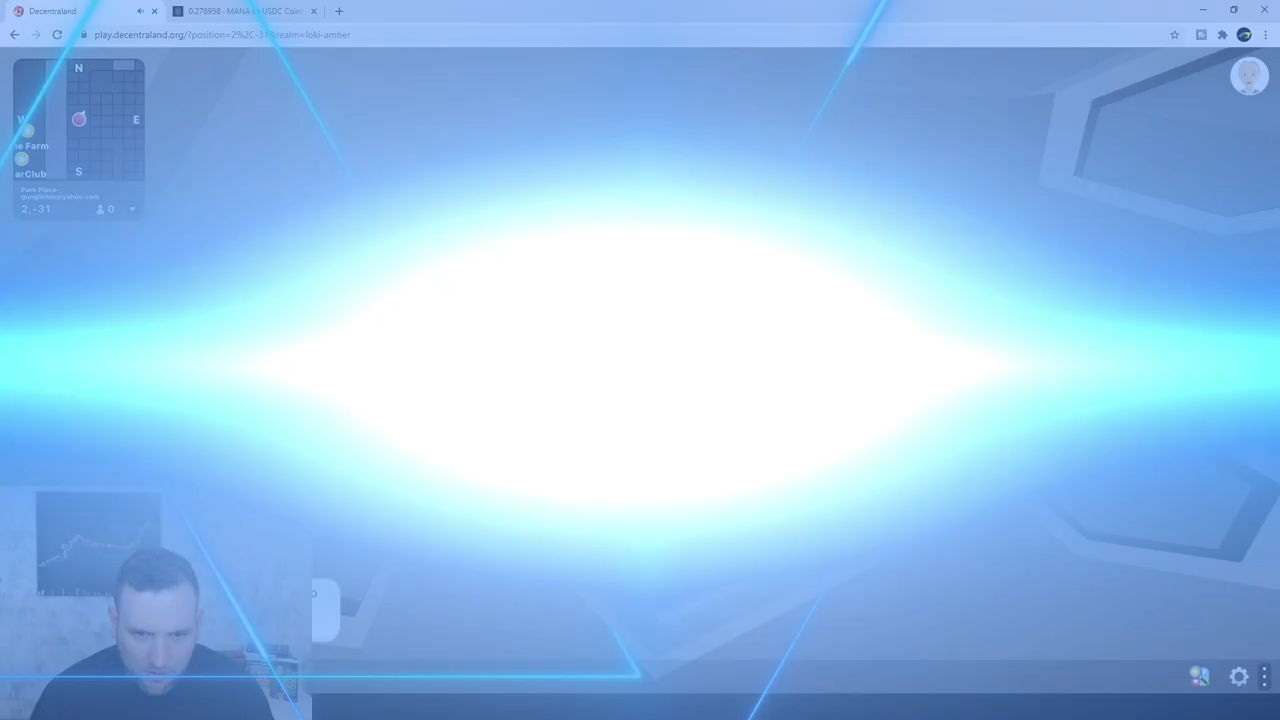 Decentraland
0.278958 - MANA to USDC Coin
play.decentraland.org/?position=2%2C-31&realm=loki-amber
N
W
E
e Farm
arClub
S
Park Place-
2,-31
0